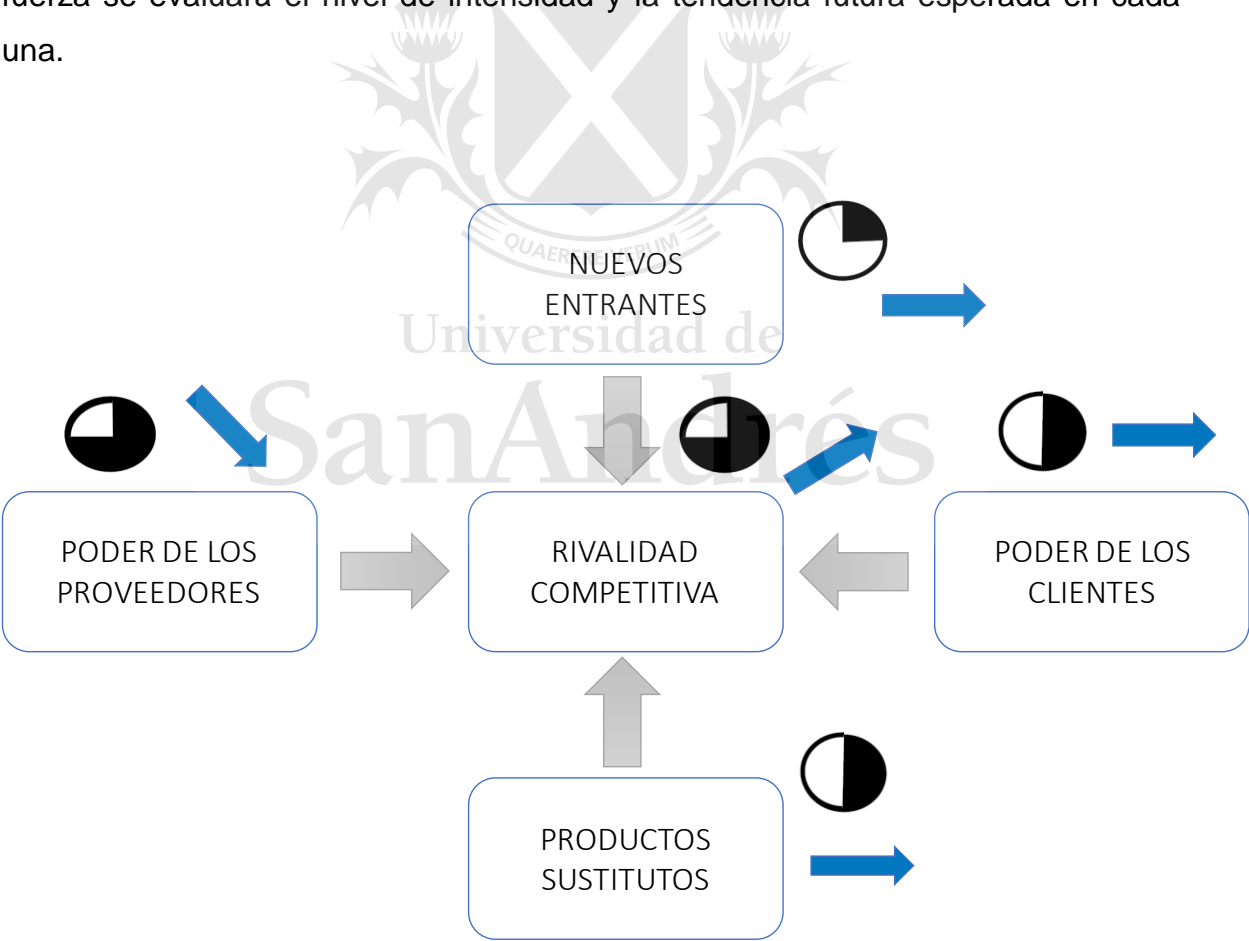 fuerza se evaluará el nivel de intensidad y la tendencia futura esperada en cada
una.
QUAERERE VERUM
NUEVOS
ENTRANTES
Universidad de
SanAndrés
PODER DE LOS
PROVEEDORES
RIVALIDAD
COMPETITIVA
PODER DE LOS
CLIENTES
PRODUCTOS
SUSTITUTOS